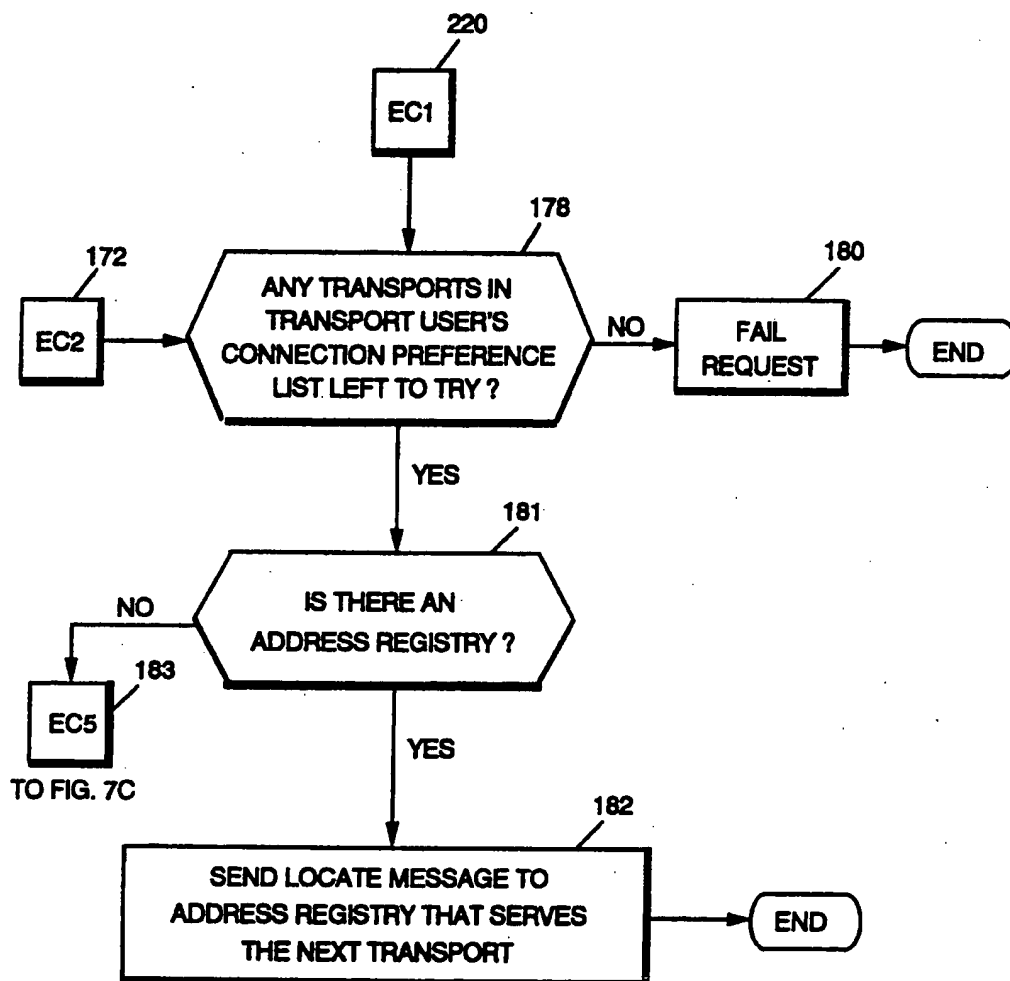 220
EC1
178
172
EC2
ANY TRANSPORTS IN
TRANSPORT USER'S
CONNECTION PREFERENCE
LIST LEFT TO TRY ?
NO
180
FAIL
REQUEST
END
YES
181
IS THERE AN
ADDRESS REGISTRY ?
NO
183
EC5
TO FIG. 7C
YES
182
SEND LOCATE MESSAGE TO
ADDRESS REGISTRY THAT SERVES
THE NEXT TRANSPORT
END